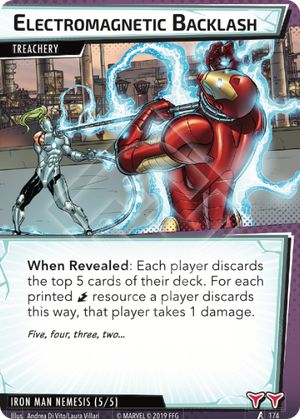 Electromagnetic Backlash
TREACHERY
When Revealed: Each player discards
the top 5 cards of their deck. For each
printed resource a player discards
this way, that player takes 1 damage.
Five, four, three, two...
IRON MAN NEMESIS (5/5)
Illus. Andrea Di Vito/Laura Villari © MARVEL © 2019 FFG 174